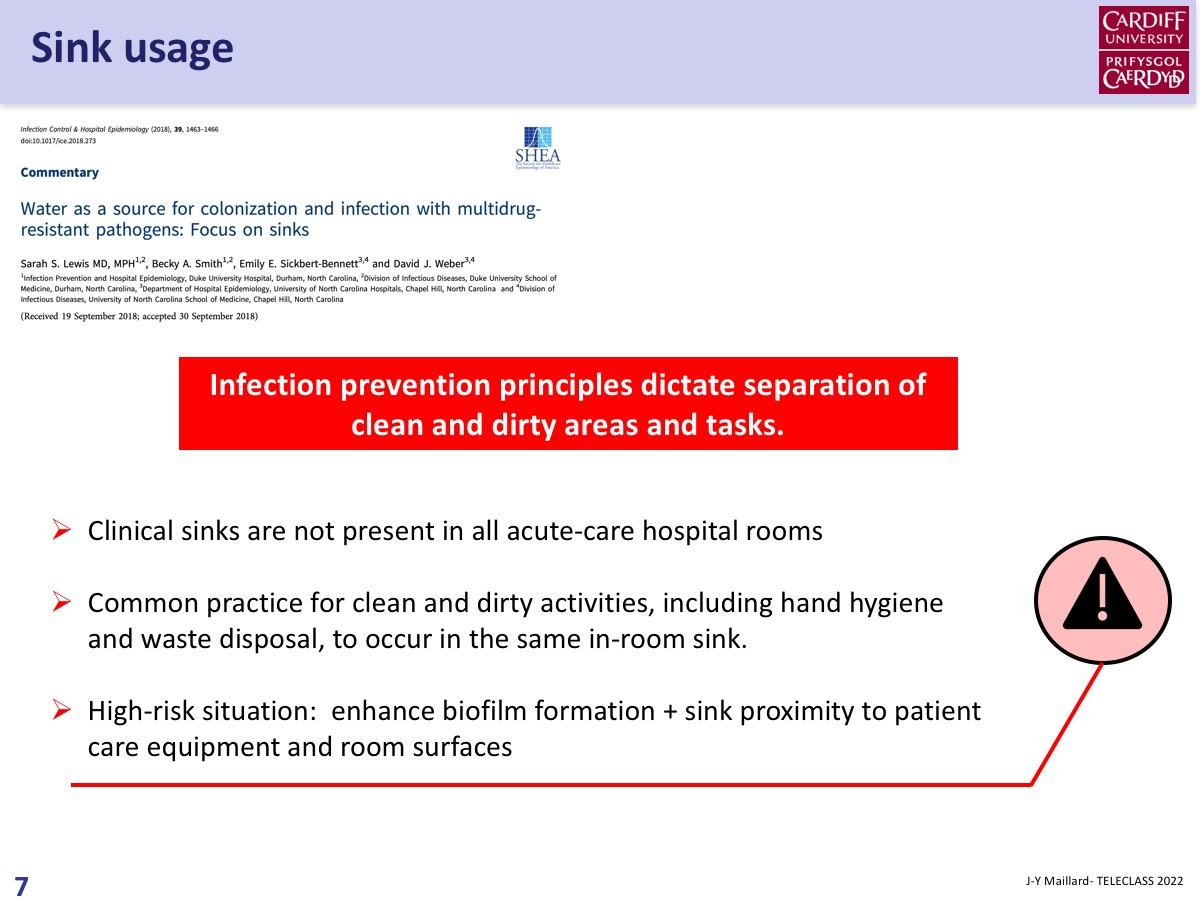 Sink usage
CARDIFF
UNIVERSITY
PRIFYSGOL
CAERDYDD
Infection Control & Hospital Epidemiology (2018), 39, 1463–1466
doi:10.1017/ice.2018.273
SHEA
The Society for Healthcare
Epidemiology of America
Commentary
Water as a source for colonization and infection with multidrug-
resistant pathogens: Focus on sinks
Sarah S. Lewis MD, MPH1,2, Becky A. Smith1,2, Emily E. Sickbert-Bennett3,4 and David J. Weber3,4
1Infection Prevention and Hospital Epidemiology, Duke University Hospital, Durham, North Carolina, 2Division of Infectious Diseases, Duke University School of
Medicine, Durham, North Carolina, 3Department of Hospital Epidemiology, University of North Carolina Hospitals, Chapel Hill, North Carolina and 4Division of
Infectious Diseases, University of North Carolina School of Medicine, Chapel Hill, North Carolina
(Received 19 September 2018; accepted 30 September 2018)
Infection prevention principles dictate separation of
clean and dirty areas and tasks.
Clinical sinks are not present in all acute-care hospital rooms
Common practice for clean and dirty activities, including hand hygiene
and waste disposal, to occur in the same in-room sink.
High-risk situation: enhance biofilm formation + sink proximity to patient
care equipment and room surfaces
7
J-Y Maillard- TELECLASS 2022